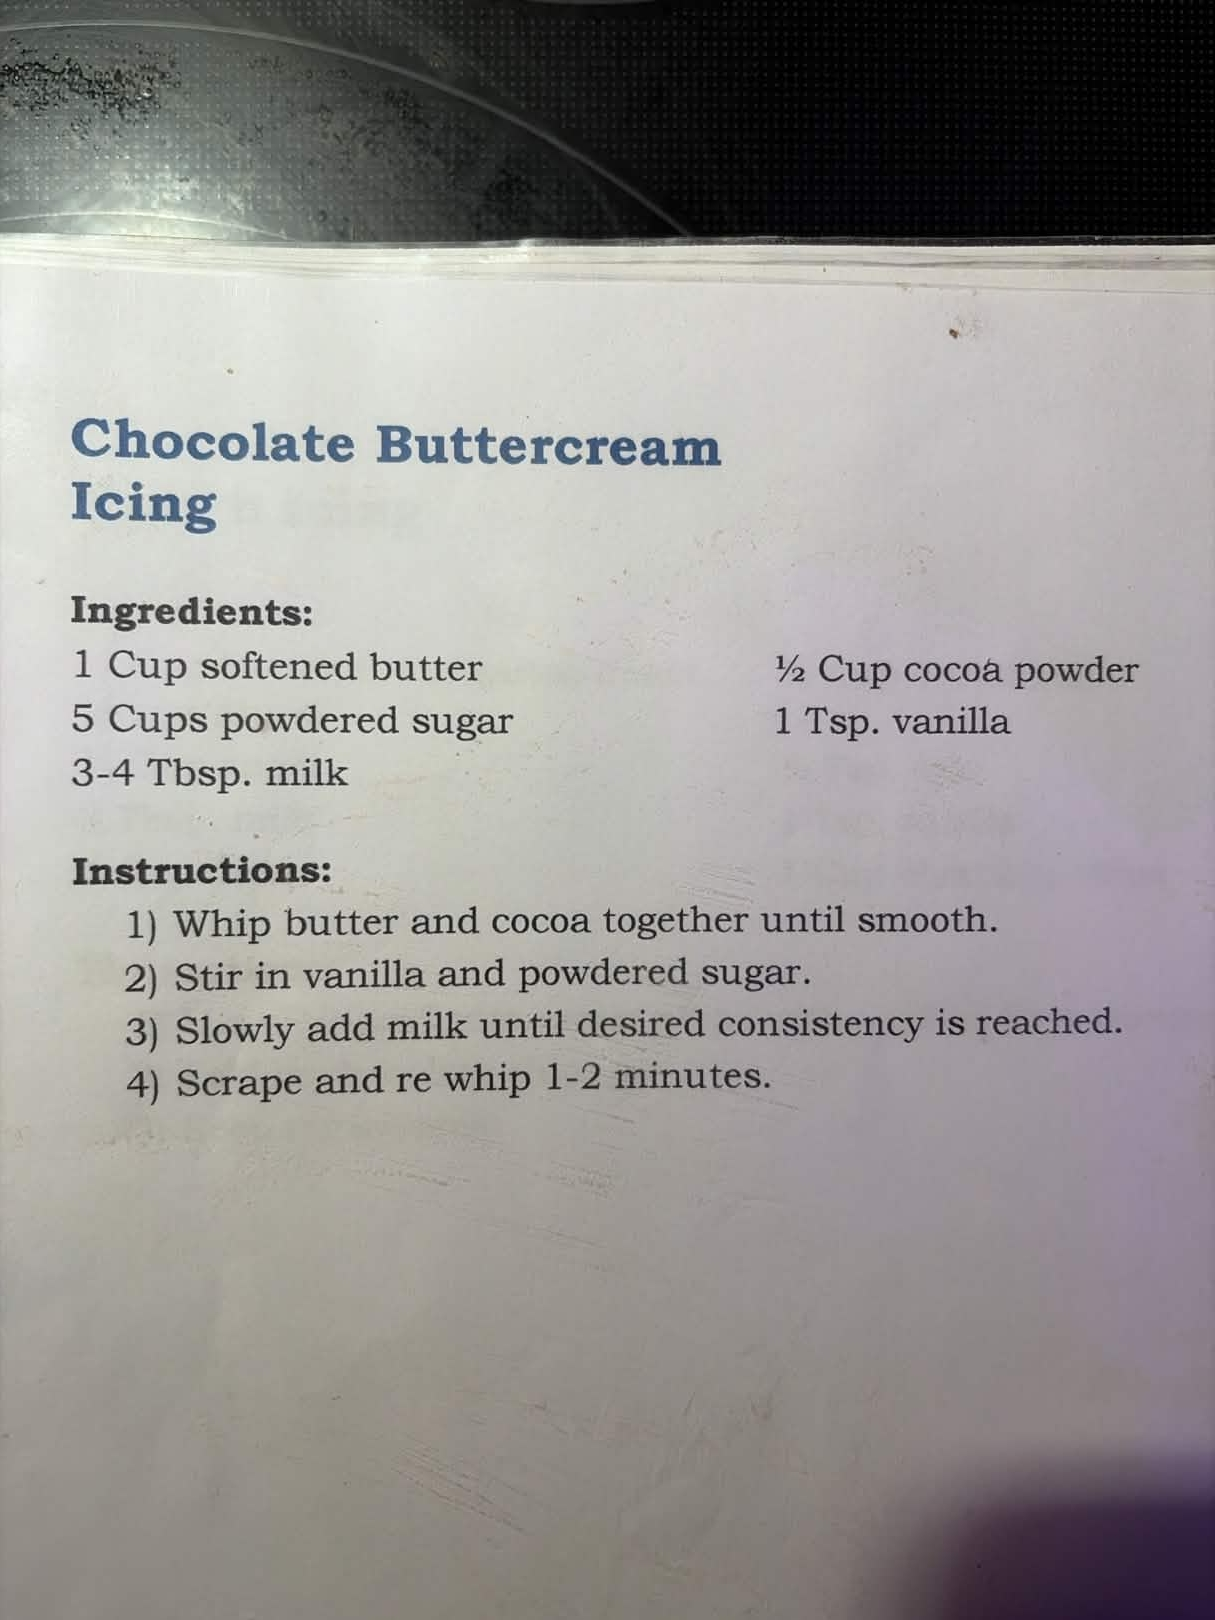 Chocolate Buttercream
Icing
Ingredients:
1 Cup softened butter
½ Cup cocoa powder
5 Cups powdered sugar
1 Tsp. vanilla
3-4 Tbsp. milk
Instructions:
1) Whip butter and cocoa together until smooth.
2) Stir in vanilla and powdered sugar.
3) Slowly add milk until desired consistency is reached.
4) Scrape and re whip 1-2 minutes.